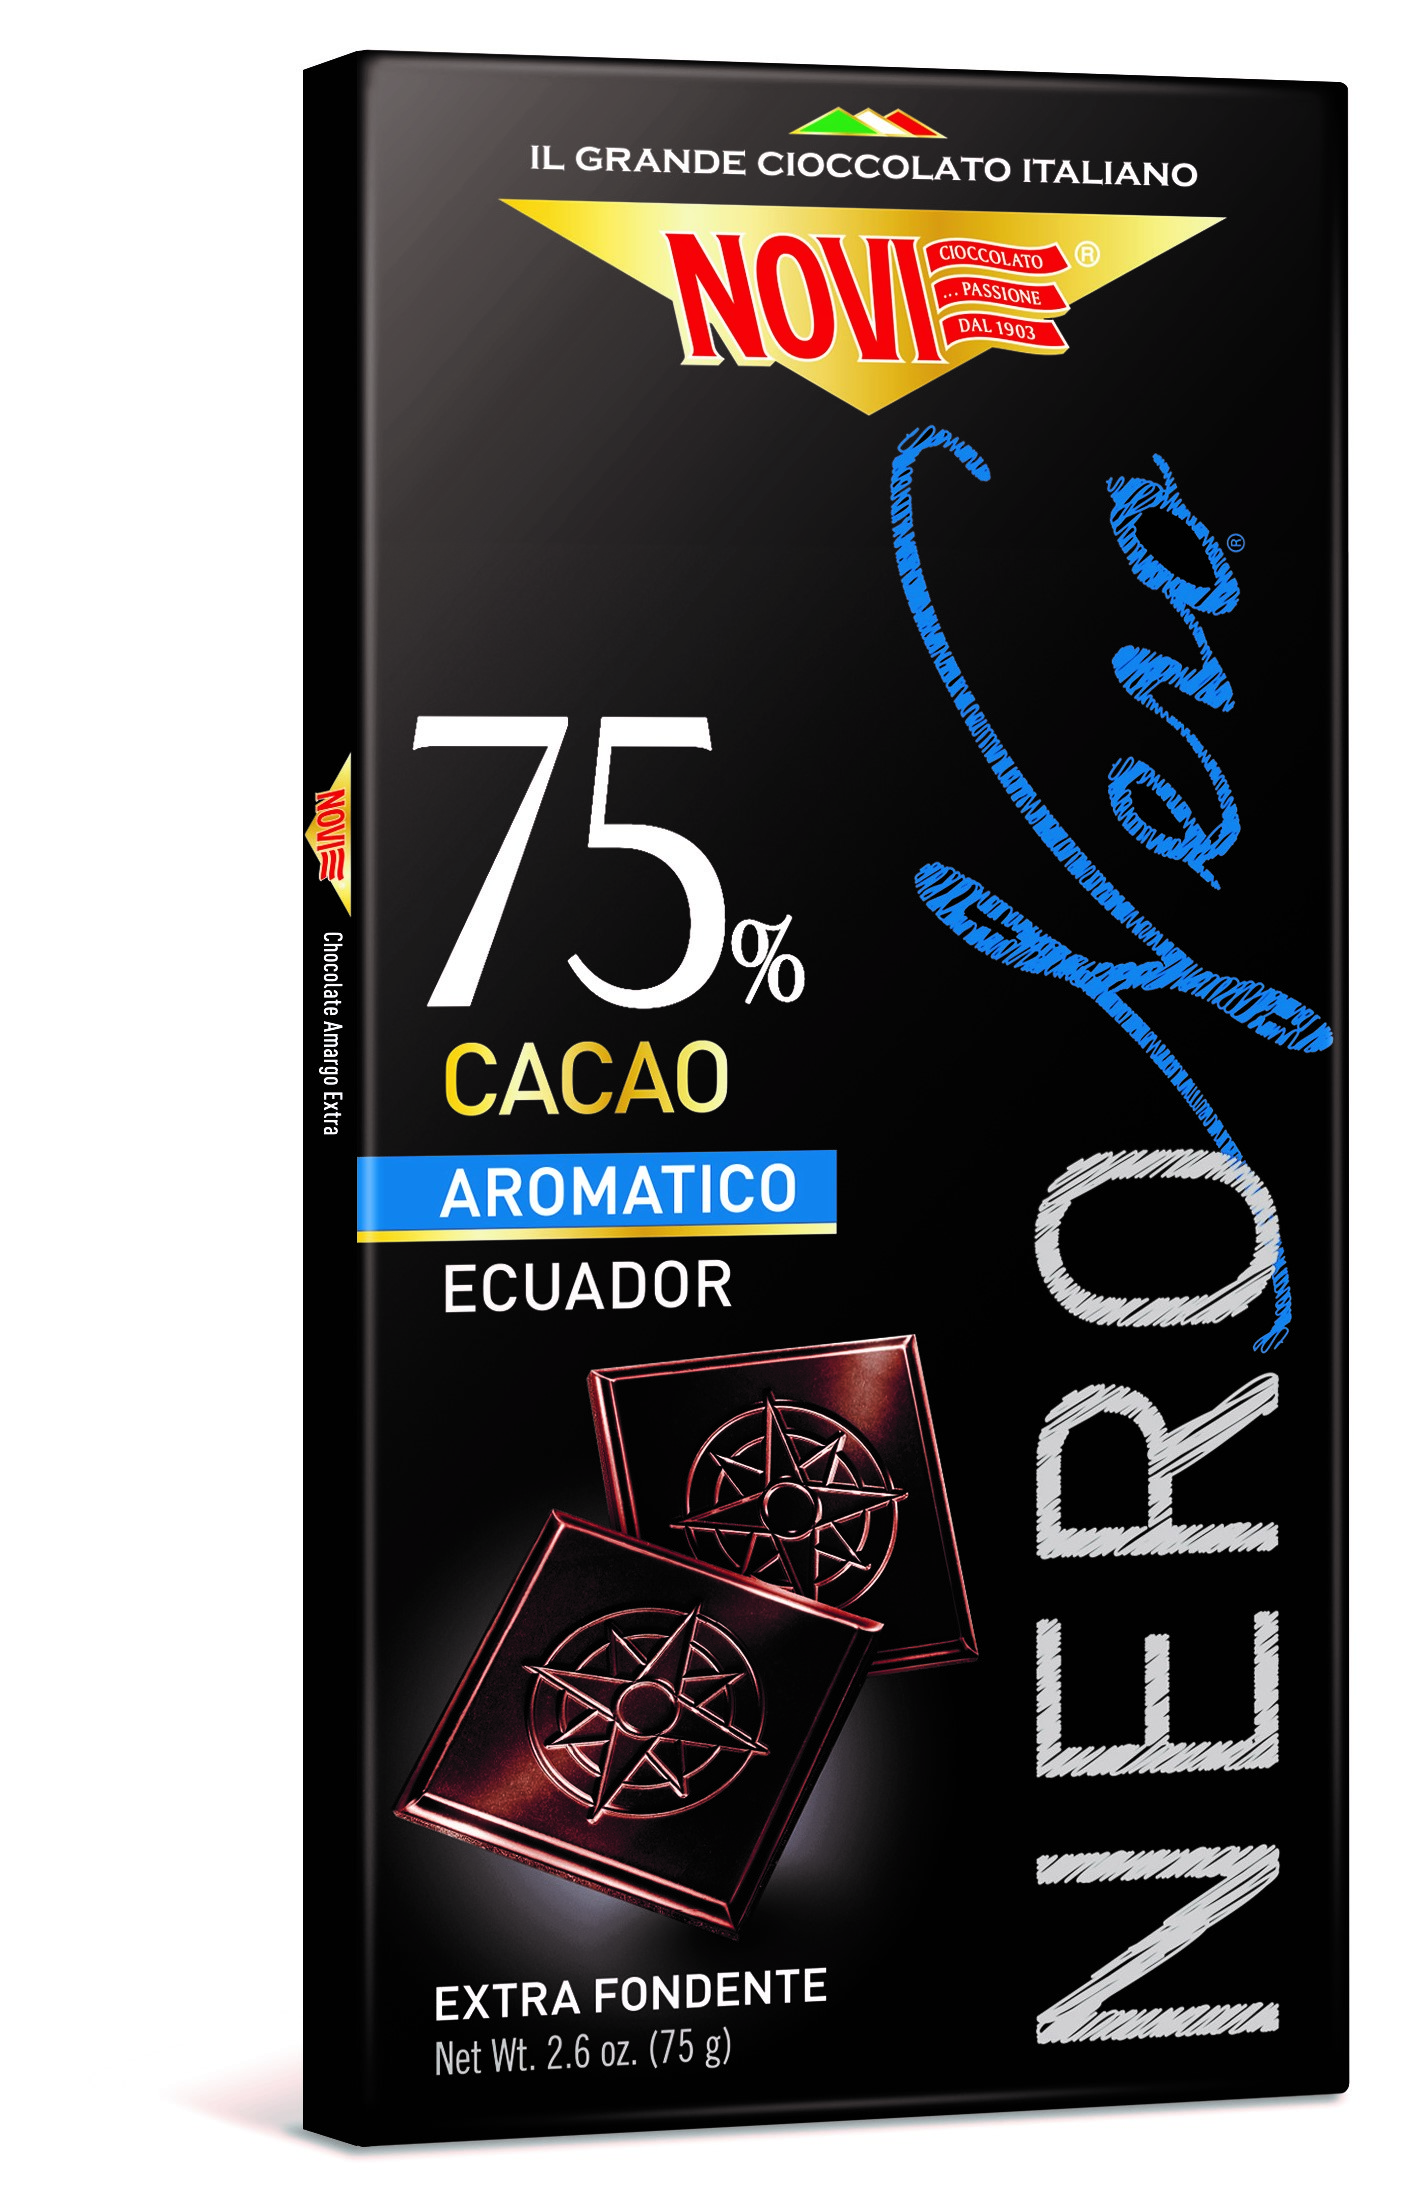 IL GRANDE CIOCCOLATO ITALIANO
NOVI
CIOCCOLATO
...PASSIONE
DAL 1903
®
NERO Nero
®
75%
CACAO
AROMATICO
ECUADOR
EXTRA FONDENTE
Net Wt. 2.6 oz. (75 g)
NOVI
Chocolate Amargo Extra